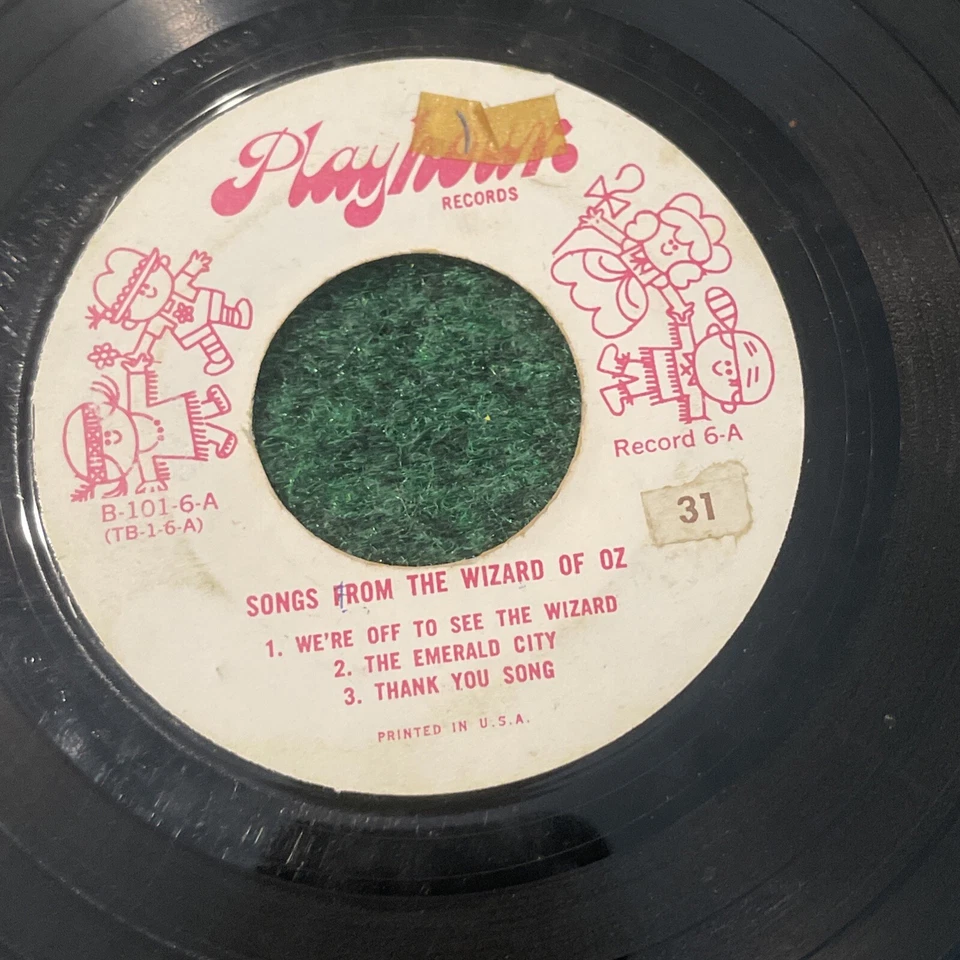 Playhour
RECORDS
Record 6-A
31
B-101-6-A
(TB-1-6-A)
SONGS FROM THE WIZARD OF OZ
1. WE'RE OFF TO SEE THE WIZARD
2. THE EMERALD CITY
3. THANK YOU SONG
PRINTED IN U.S.A.